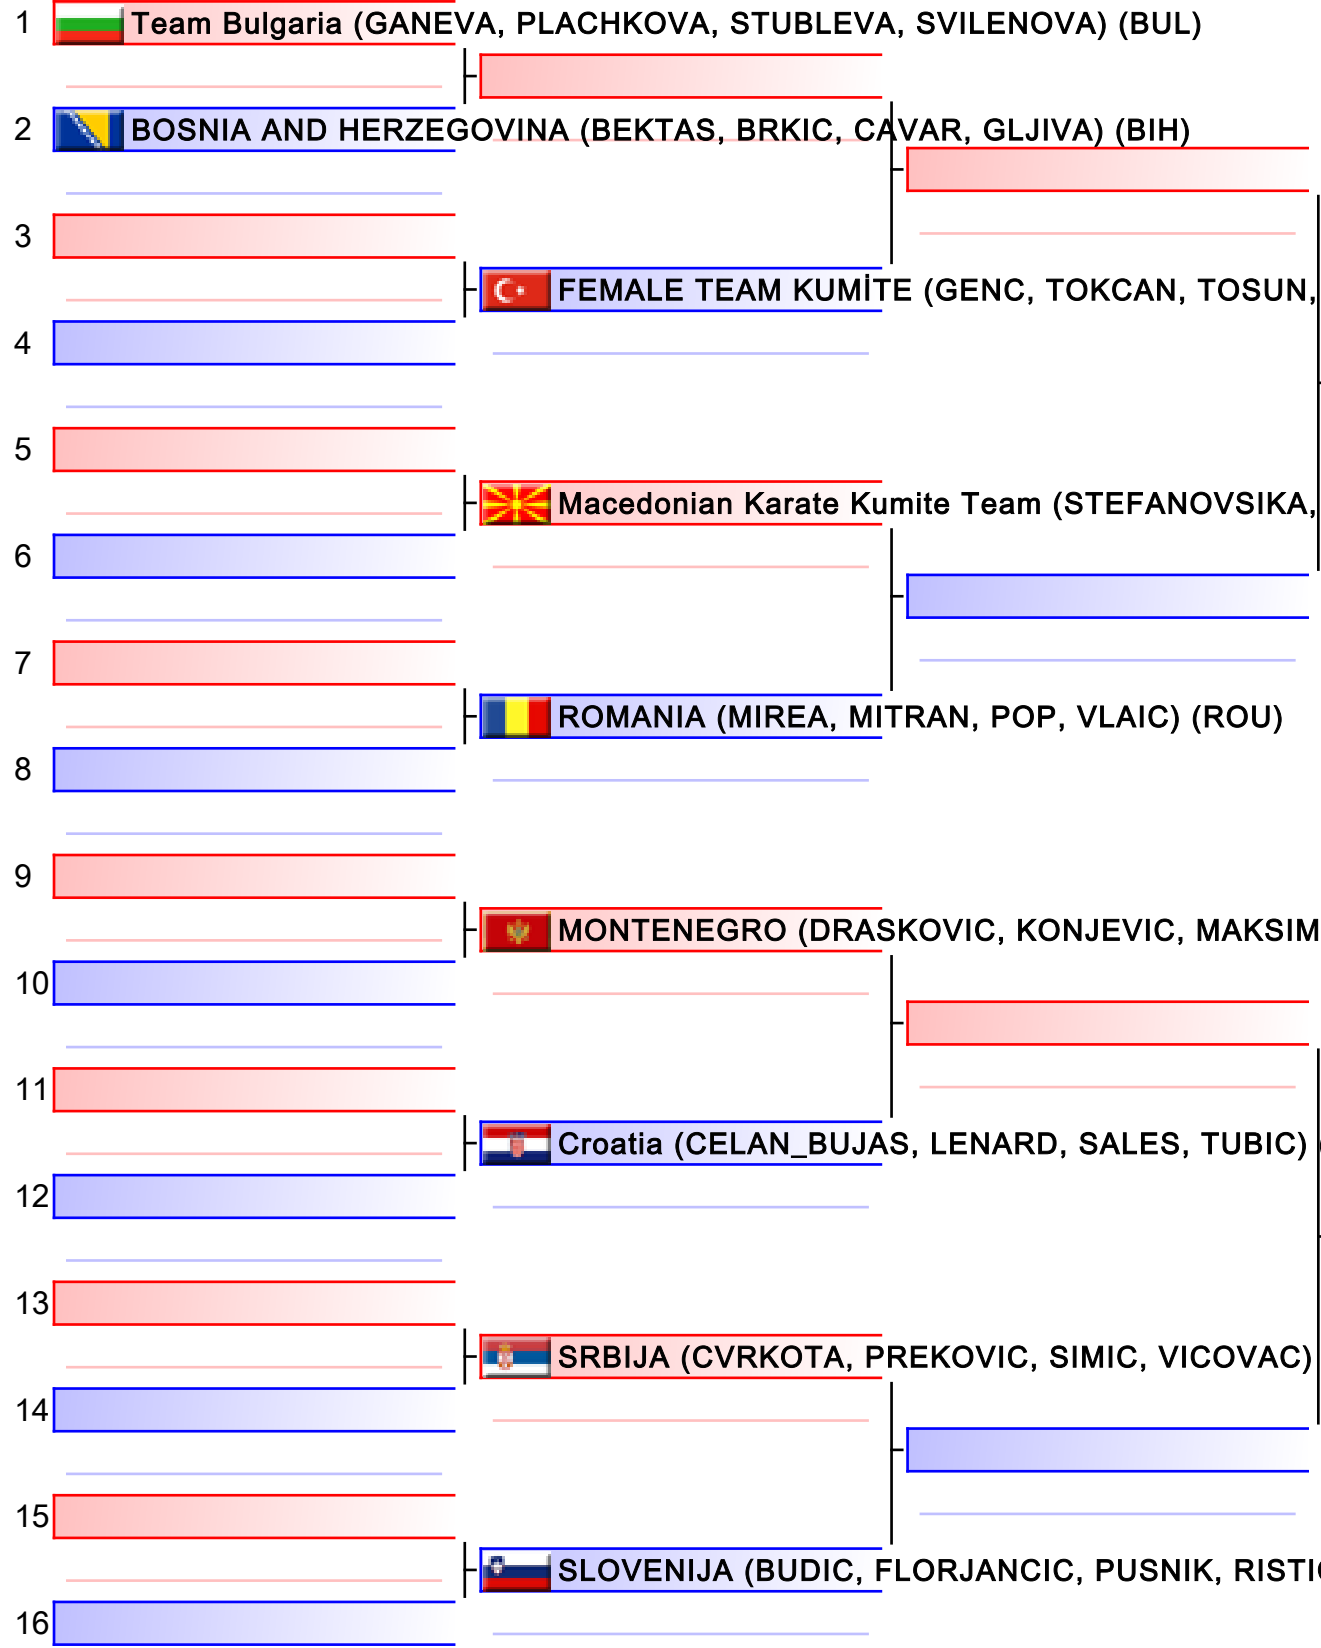 1 Team Bulgaria (GANEVA, PLACHKOVA, STUBLEVA, SVILENOVA) (BUL)
2 BOSNIA AND HERZEGOVINA (BEKTAS, BRKIC, CAVAR, GLJIVA) (BIH)
3
FEMALE TEAM KUMİTE (GENC, TOKCAN, TOSUN,
4
5
Macedonian Karate Kumite Team (STEFANOVSIKA,
6
7
ROMANIA (MIREA, MITRAN, POP, VLAIC) (ROU)
8
9
MONTENEGRO (DRASKOVIC, KONJEVIC, MAKSIM
10
11
Croatia (CELAN_BUJAS, LENARD, SALES, TUBIC)
12
13
SRBIJA (CVRKOTA, PREKOVIC, SIMIC, VICOVAC)
14
15
SLOVENIJA (BUDIC, FLORJANCIC, PUSNIK, RISTIC
16